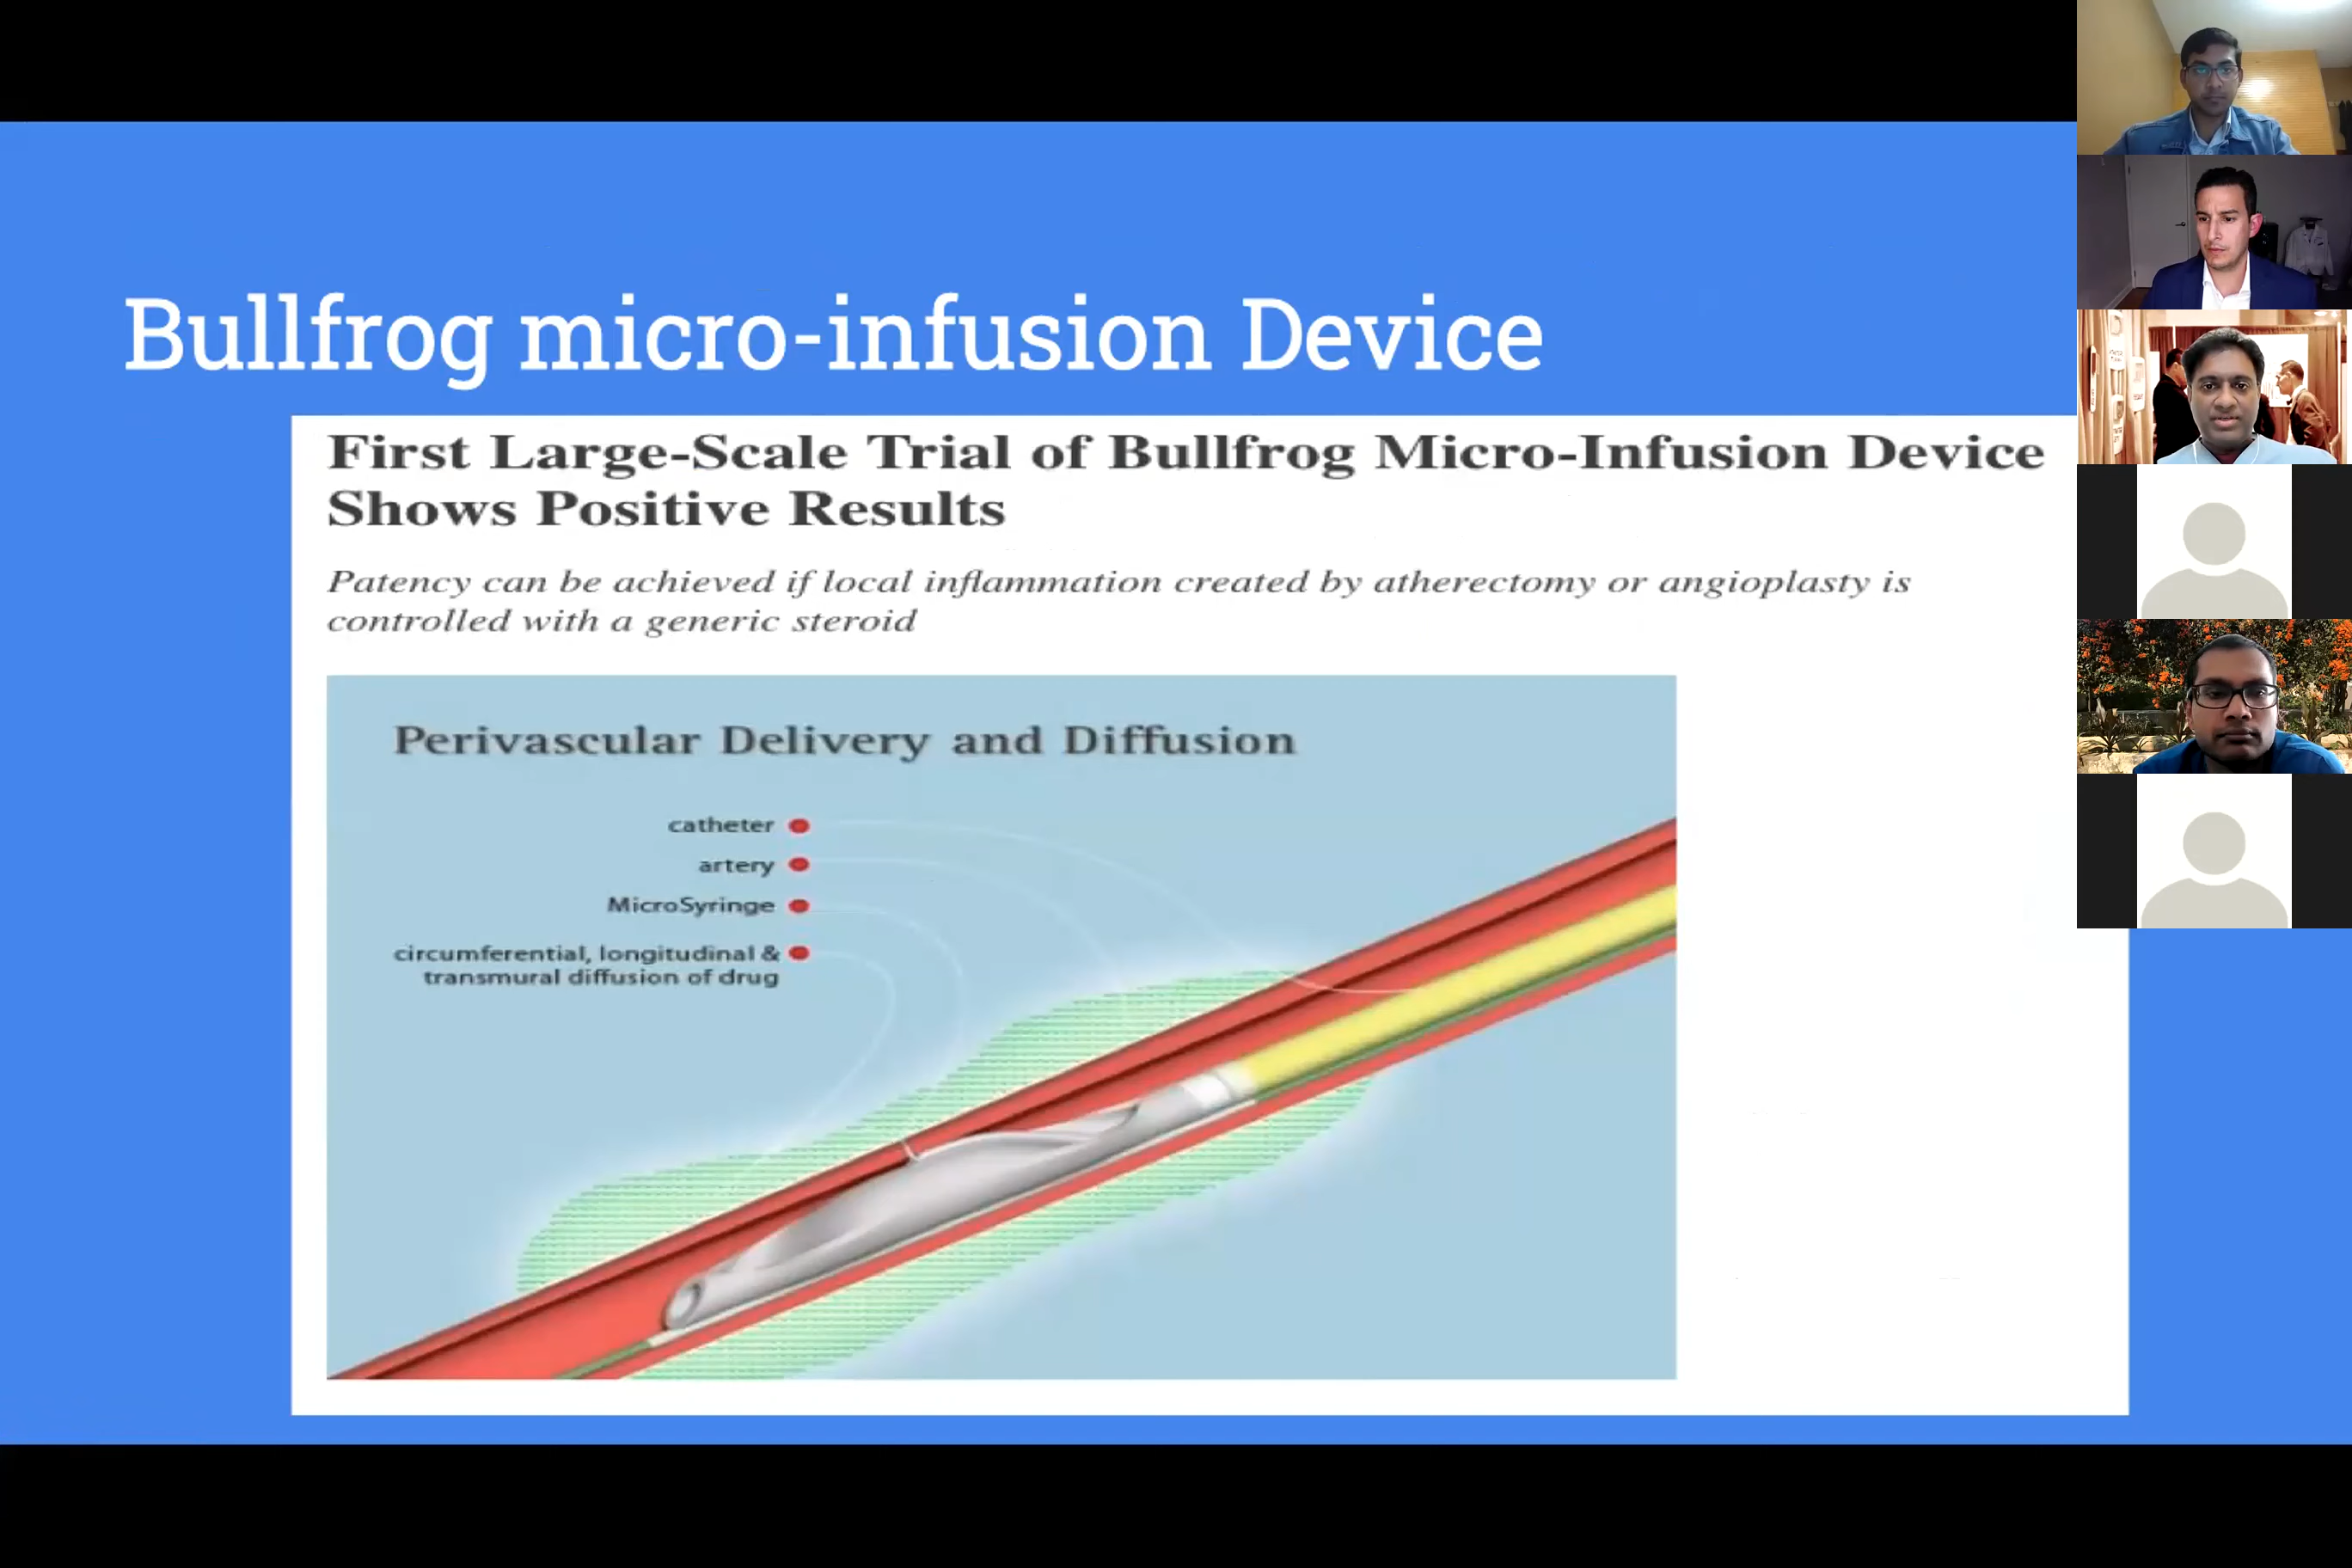 Bullfrog micro-infusion Device
First Large-Scale Trial of Bullfrog Micro-Infusion Device
Shows Positive Results
Patency can be achieved if local inflammation created by atherectomy or angioplasty is
controlled with a generic steroid
Perivascular Delivery and Diffusion
catheter
artery
MicroSyringe
circumferential, longitudinal &
transmural diffusion of drug